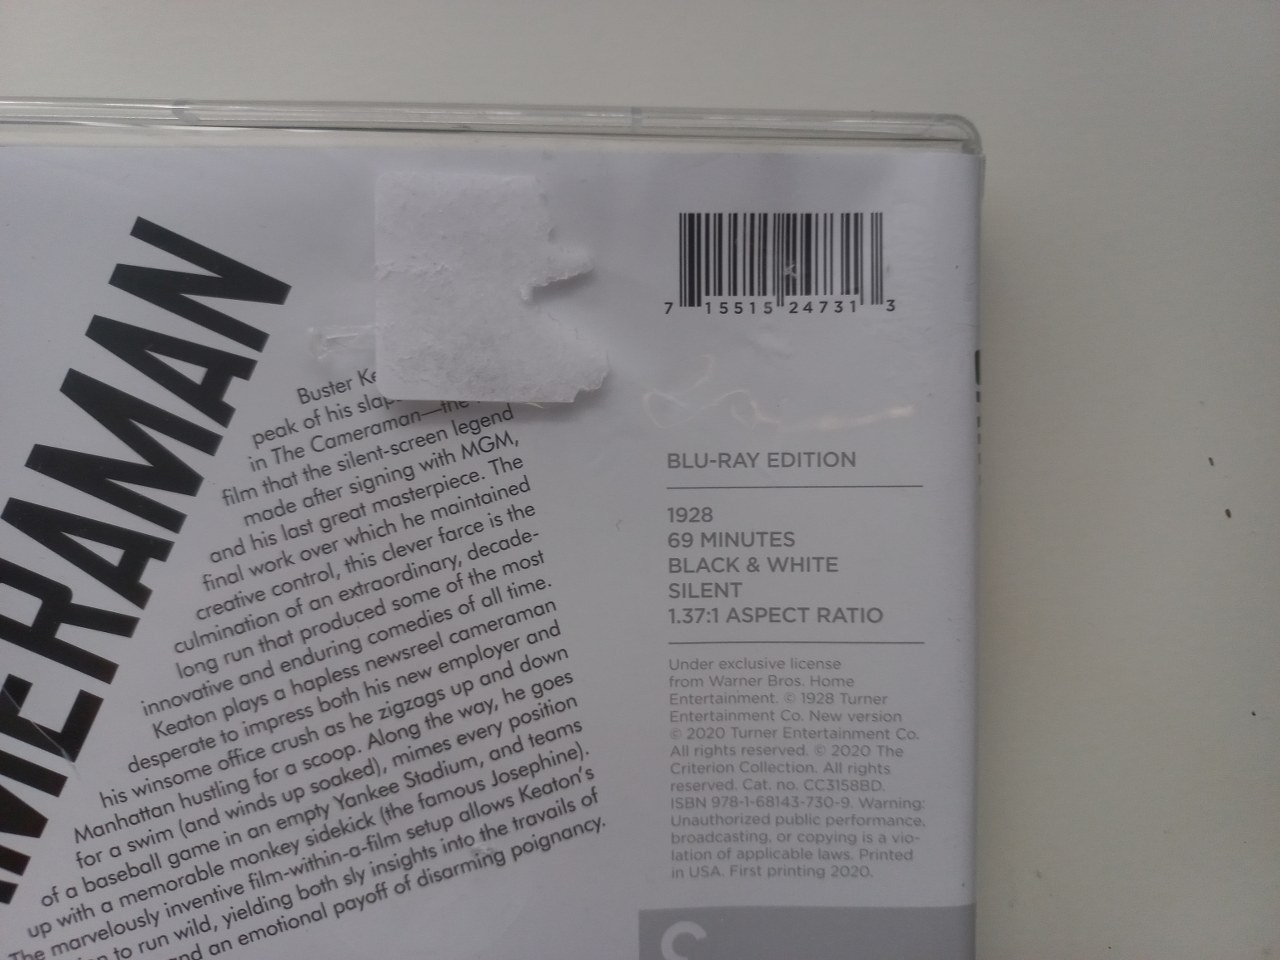 MERAMAN
Buster
peak of his
in The Cameraman—the
film that the silent-screen legend
made after signing with MGM,
and his last great masterpiece. The
final work over which he maintained
creative control, this clever farce is the
culmination of an extraordinary, decade-
long run that produced some of the most
innovative and enduring comedies of all time.
Keaton plays a hapless newsreel cameraman
desperate to impress both his new employer and
his winsome office crush as he zigzags up and down
Manhattan hustling for a scoop. Along the way, he goes
for a swim (and winds up soaked), mimes every position
of a baseball game in an empty Yankee Stadium, and teams
up with a memorable monkey sidekick (the famous Josephine).
The marvelously inventive film-within-a-film setup allows Keaton's
to run wild, yielding both sly insights into the travails of
and an emotional payoff of disarming poignancy.
7 15515 24731 3
BLU-RAY EDITION
1928
69 MINUTES
BLACK & WHITE
SILENT
1.37:1 ASPECT RATIO
Under exclusive license
from Warner Bros. Home
Entertainment. © 1928 Turner
Entertainment Co. New version
© 2020 Turner Entertainment Co.
All rights reserved. © 2020 The
Criterion Collection. All rights
reserved. Cat. no. CC3158BD.
ISBN 978-1-68143-730-9. Warning:
Unauthorized public performance,
broadcasting, or copying is a vio-
lation of applicable laws. Printed
in USA. First printing 2020.